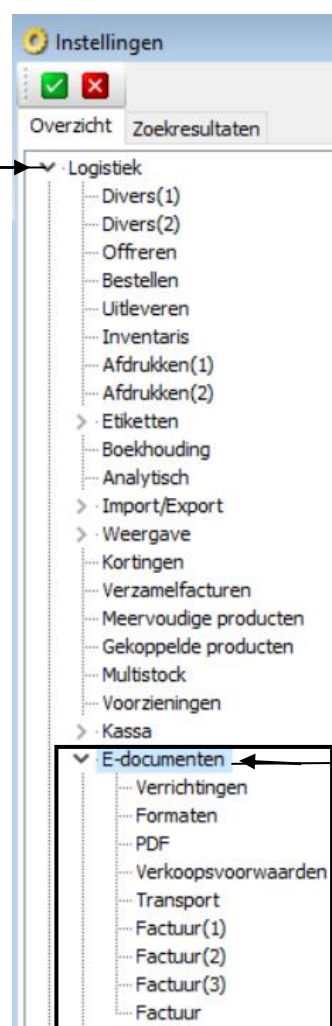 Instellingen
Overzicht Zoekresultaten
Logistiek
Divers(1)
Divers(2)
Offreren
Bestellen
Uitleveren
Inventaris
Afdrukken(1)
Afdrukken(2)
Etiketten
Boekhouding
Analytisch
Import/Export
Weergave
Kortingen
Verzamelfacturen
Meervoudige producten
Gekoppelde producten
Multistock
Voorzieningen
Kassa
E-documenten
Verrichtingen
Formaten
PDF
Verkoopsvoorwaarden
Transport
Factuur(1)
Factuur(2)
Factuur(3)
Factuur